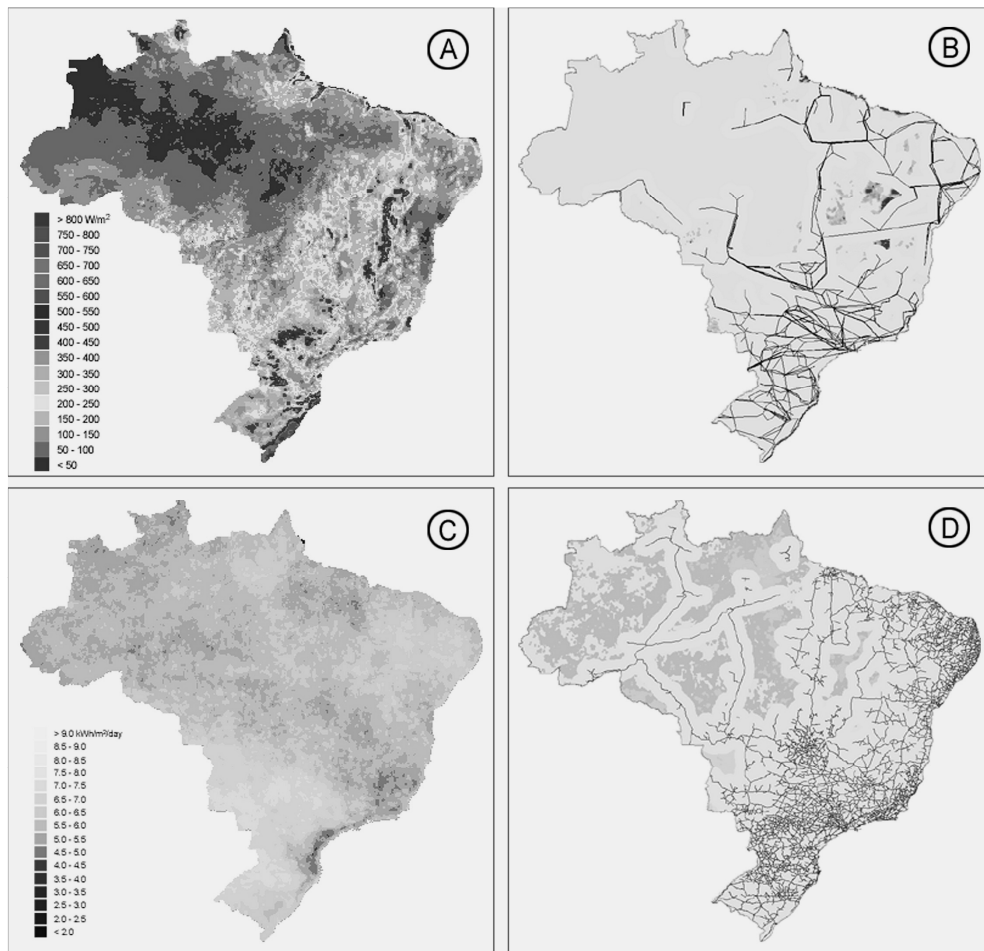 A
> 800 W/m²
750 - 800
700 - 750
650 - 700
600 - 650
550 - 600
500 - 550
450 - 500
400 - 450
350 - 400
300 - 350
250 - 300
200 - 250
150 - 200
100 - 150
50 - 100
< 50
B
C
> 9.0 kWh/m²/day
8.5 - 9.0
8.0 - 8.5
7.5 - 8.0
7.0 - 7.5
6.5 - 7.0
6.0 - 6.5
5.5 - 6.0
5.0 - 5.5
4.5 - 5.0
4.0 - 4.5
3.5 - 4.0
3.0 - 3.5
2.5 - 3.0
2.0 - 2.5
< 2.0
D